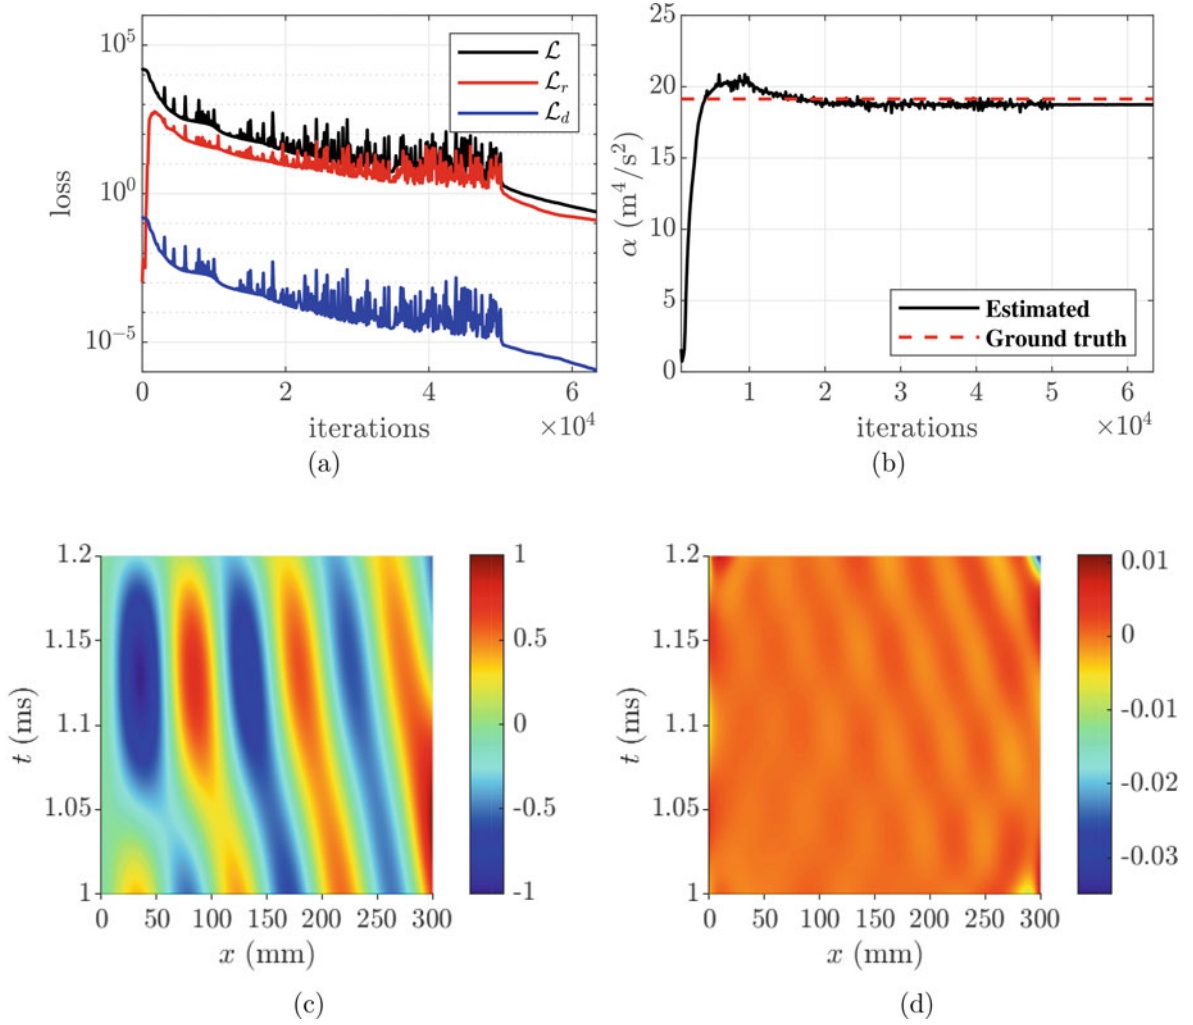 10^5
10^0
10^{-5}
loss
ℒ
ℒ_r
ℒ_d
0 2 4 6
iterations
×10^4
(a)
25
20
15
10
5
0
α (m^4/s^2)
Estimated
Ground truth
1 2 3 4 5 6
iterations
×10^4
(b)
1.2
1.15
1.1
1.05
1
t (ms)
0 50 100 150 200 250 300
x (mm)
1
0.5
0
-0.5
-1
(c)
1.2
1.15
1.1
1.05
1
t (ms)
0 50 100 150 200 250 300
x (mm)
0.01
0
-0.01
-0.02
-0.03
(d)